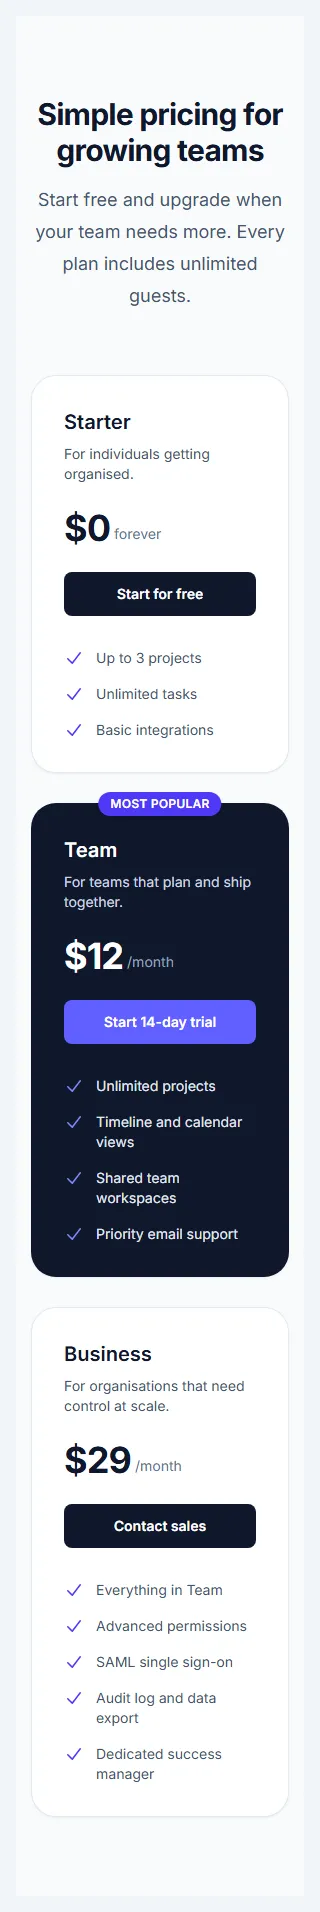 Simple pricing for
growing teams
Start free and upgrade when
your team needs more. Every
plan includes unlimited
guests.
Starter
For individuals getting
organised.
$0 forever
Start for free
Up to 3 projects
Unlimited tasks
Basic integrations
MOST POPULAR
Team
For teams that plan and ship
together.
$12 /month
Start 14-day trial
Unlimited projects
Timeline and calendar
views
Shared team
workspaces
Priority email support
Business
For organisations that need
control at scale.
$29 /month
Contact sales
Everything in Team
Advanced permissions
SAML single sign-on
Audit log and data
export
Dedicated success
manager